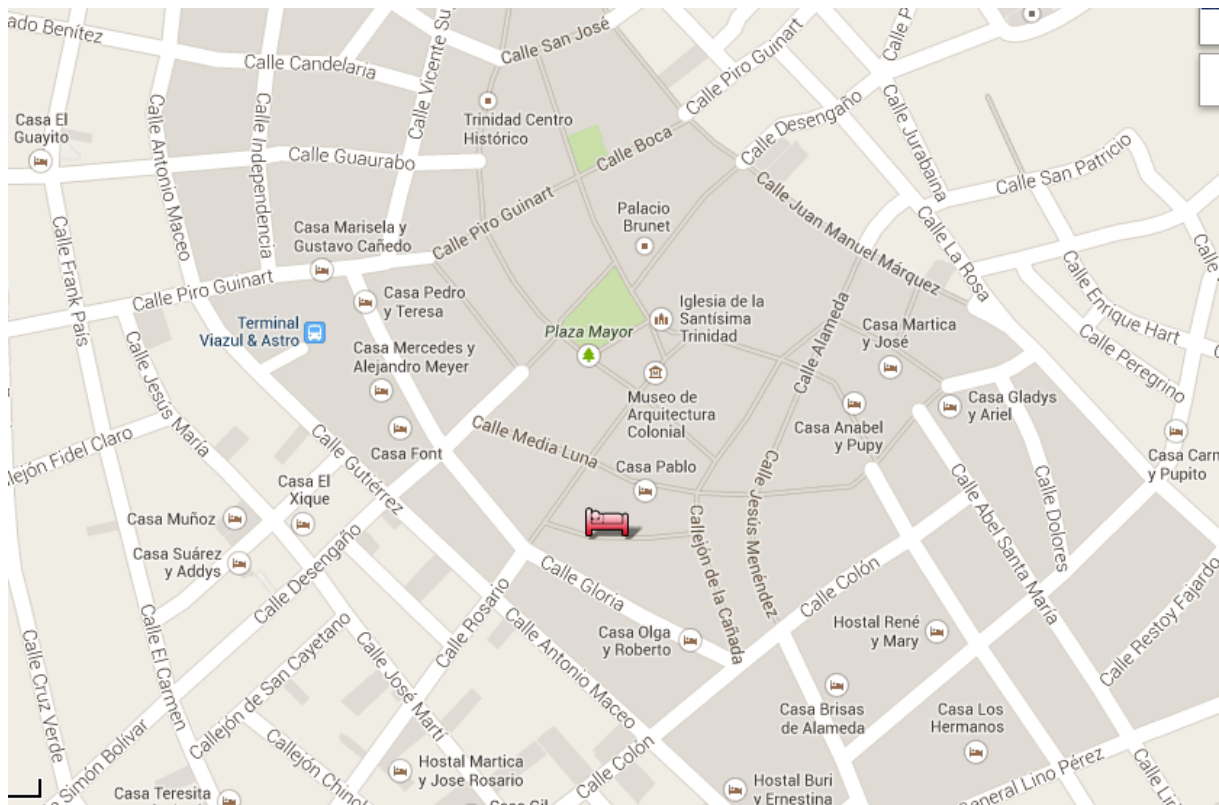 ado Benítez
Calle San José
Calle Vicente Su
Calle Piro Guinart
Calle P
Calle Candelaria
Casa El
Guayito
Calle Antonio Maceo
Calle Independencia
Trinidad Centro
Histórico
Calle Desengaño
Calle Jurabaina
Calle Boca
Calle Guaurabo
Calle San Patricio
Calle Juan Manuel Márquez
Palacio
Brunet
Casa Marisela y
Gustavo Cañedo
Calle Piro Guinart
Calle La Rosa
Calle Frank País
Calle Piro Guinart
Casa Pedro
y Teresa
Iglesia de la
Santísima
Trinidad
Calle Enrique Hart
Calle
Terminal
Viazul & Astro
Plaza Mayor
Calle Alameda
Casa Martica
y José
Calle Peregrino
Casa Mercedes y
Alejandro Meyer
Calle Jesús María
Museo de
Arquitectura
Colonial
Casa Anabel
y Pupy
Casa Gladys
y Ariel
Calle Media Luna
Casa Font
Casa Pablo
Casa Carm
y Pupito
llejón Fidel Claro
Calle Gutiérrez
Casa El
Xique
Casa Muñoz
Casa Suárez
y Addys
Calle Jesús Menéndez
Callejón de la Cañada
Calle Abel Santa María
Calle Dolores
Calle Desengaño
Calle Gloria
Calle Colón
Calle Restoy Fajardo
Calle Rosario
Calle Antonio Maceo
Casa Olga
y Roberto
Hostal René
y Mary
Calle Cruz Verde
Calle El Carmen
Callejón de San Cayetano
Calle José Martí
Casa Brisas
de Alameda
Casa Los
Hermanos
Simón Bolívar
Callejón Chino
Calle Colón
Hostal Martica
y Jose Rosario
Hostal Buri
y Ernestina
General Lino Pérez
Calle Li
Casa Teresita
Casa Gil